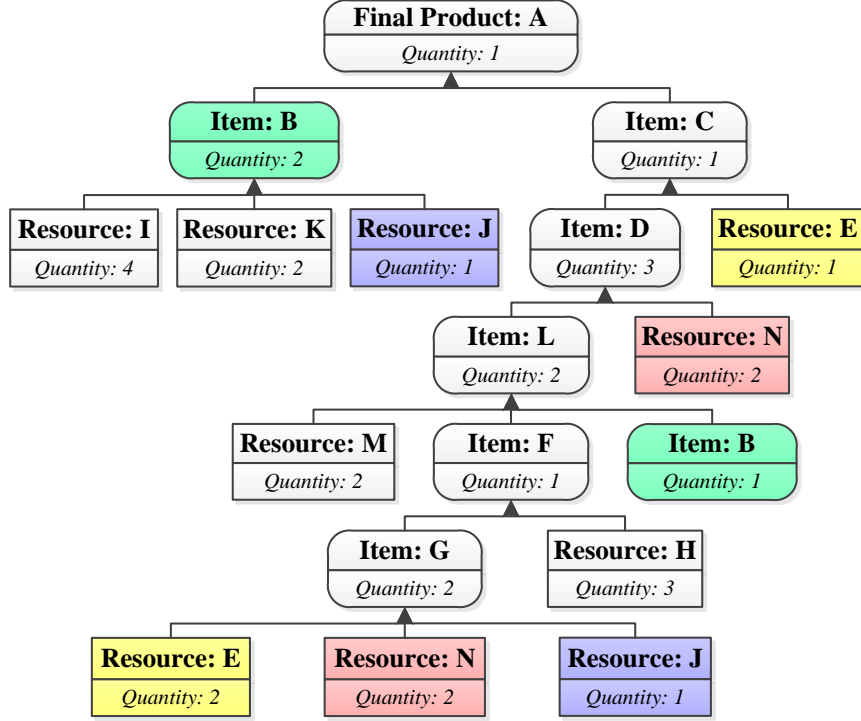 Final Product: A
Quantity: 1
Item: B
Quantity: 2
Item: C
Quantity: 1
Resource: I
Quantity: 4
Resource: K
Quantity: 2
Resource: J
Quantity: 1
Item: D
Quantity: 3
Resource: E
Quantity: 1
Item: L
Quantity: 2
Resource: N
Quantity: 2
Resource: M
Quantity: 2
Item: F
Quantity: 1
Item: B
Quantity: 1
Item: G
Quantity: 2
Resource: H
Quantity: 3
Resource: E
Quantity: 2
Resource: N
Quantity: 2
Resource: J
Quantity: 1